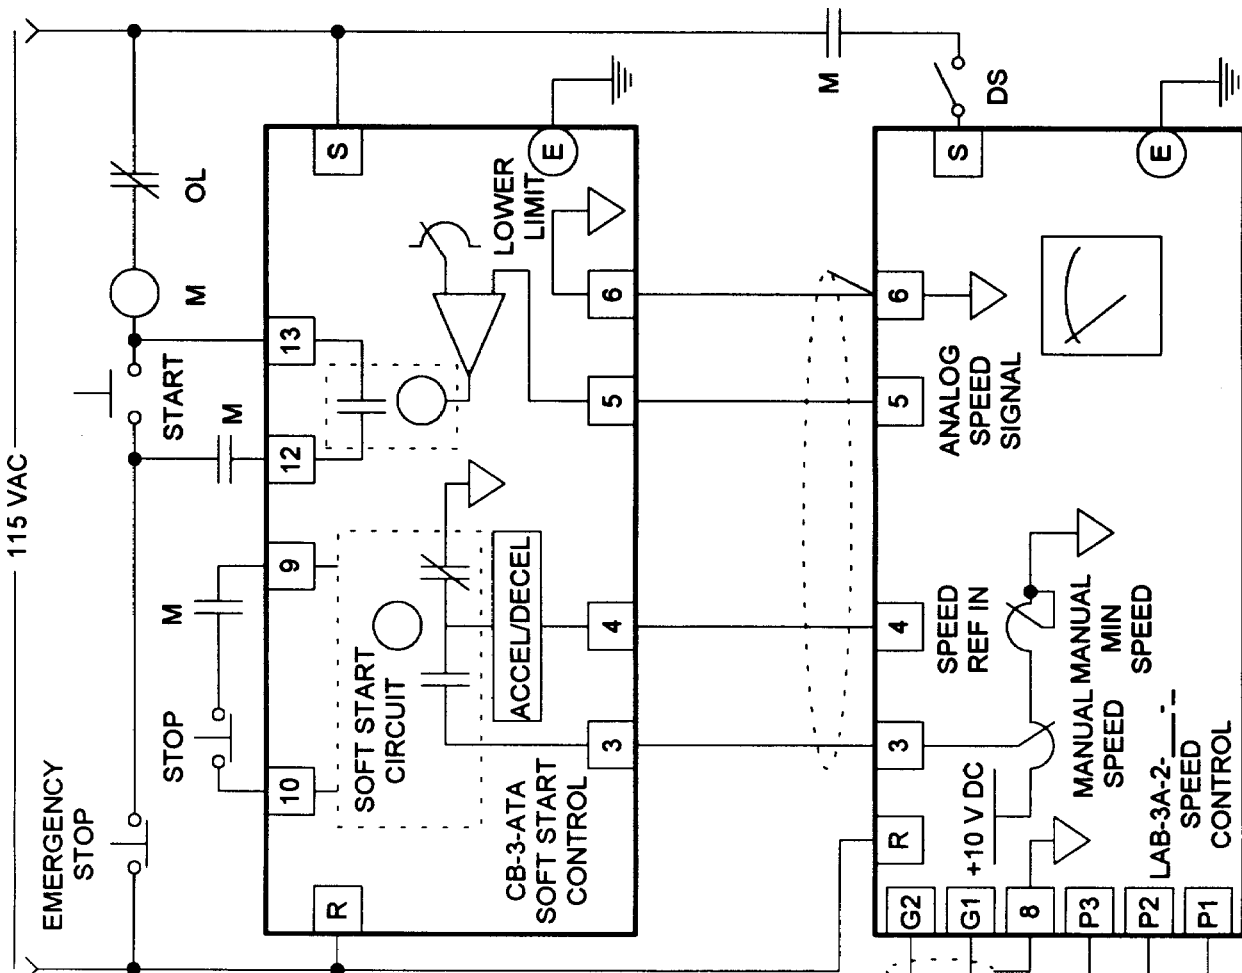 115 VAC
EMERGENCY
STOP
START
M
OL
STOP
M
M
M
DS
R
10
9
12
13
S
SOFT START
CIRCUIT
ACCEL/DECEL
LOWER
LIMIT
E
CB-3-ATA
SOFT START
CONTROL
3
4
5
6
G2
G1
8
P3
P2
P1
R
3
4
5
6
S
E
+10 V DC
SPEED
REF IN
ANALOG
SPEED
SIGNAL
MANUAL
SPEED
MANUAL
MIN
SPEED
LAB-3A-2-
SPEED
CONTROL